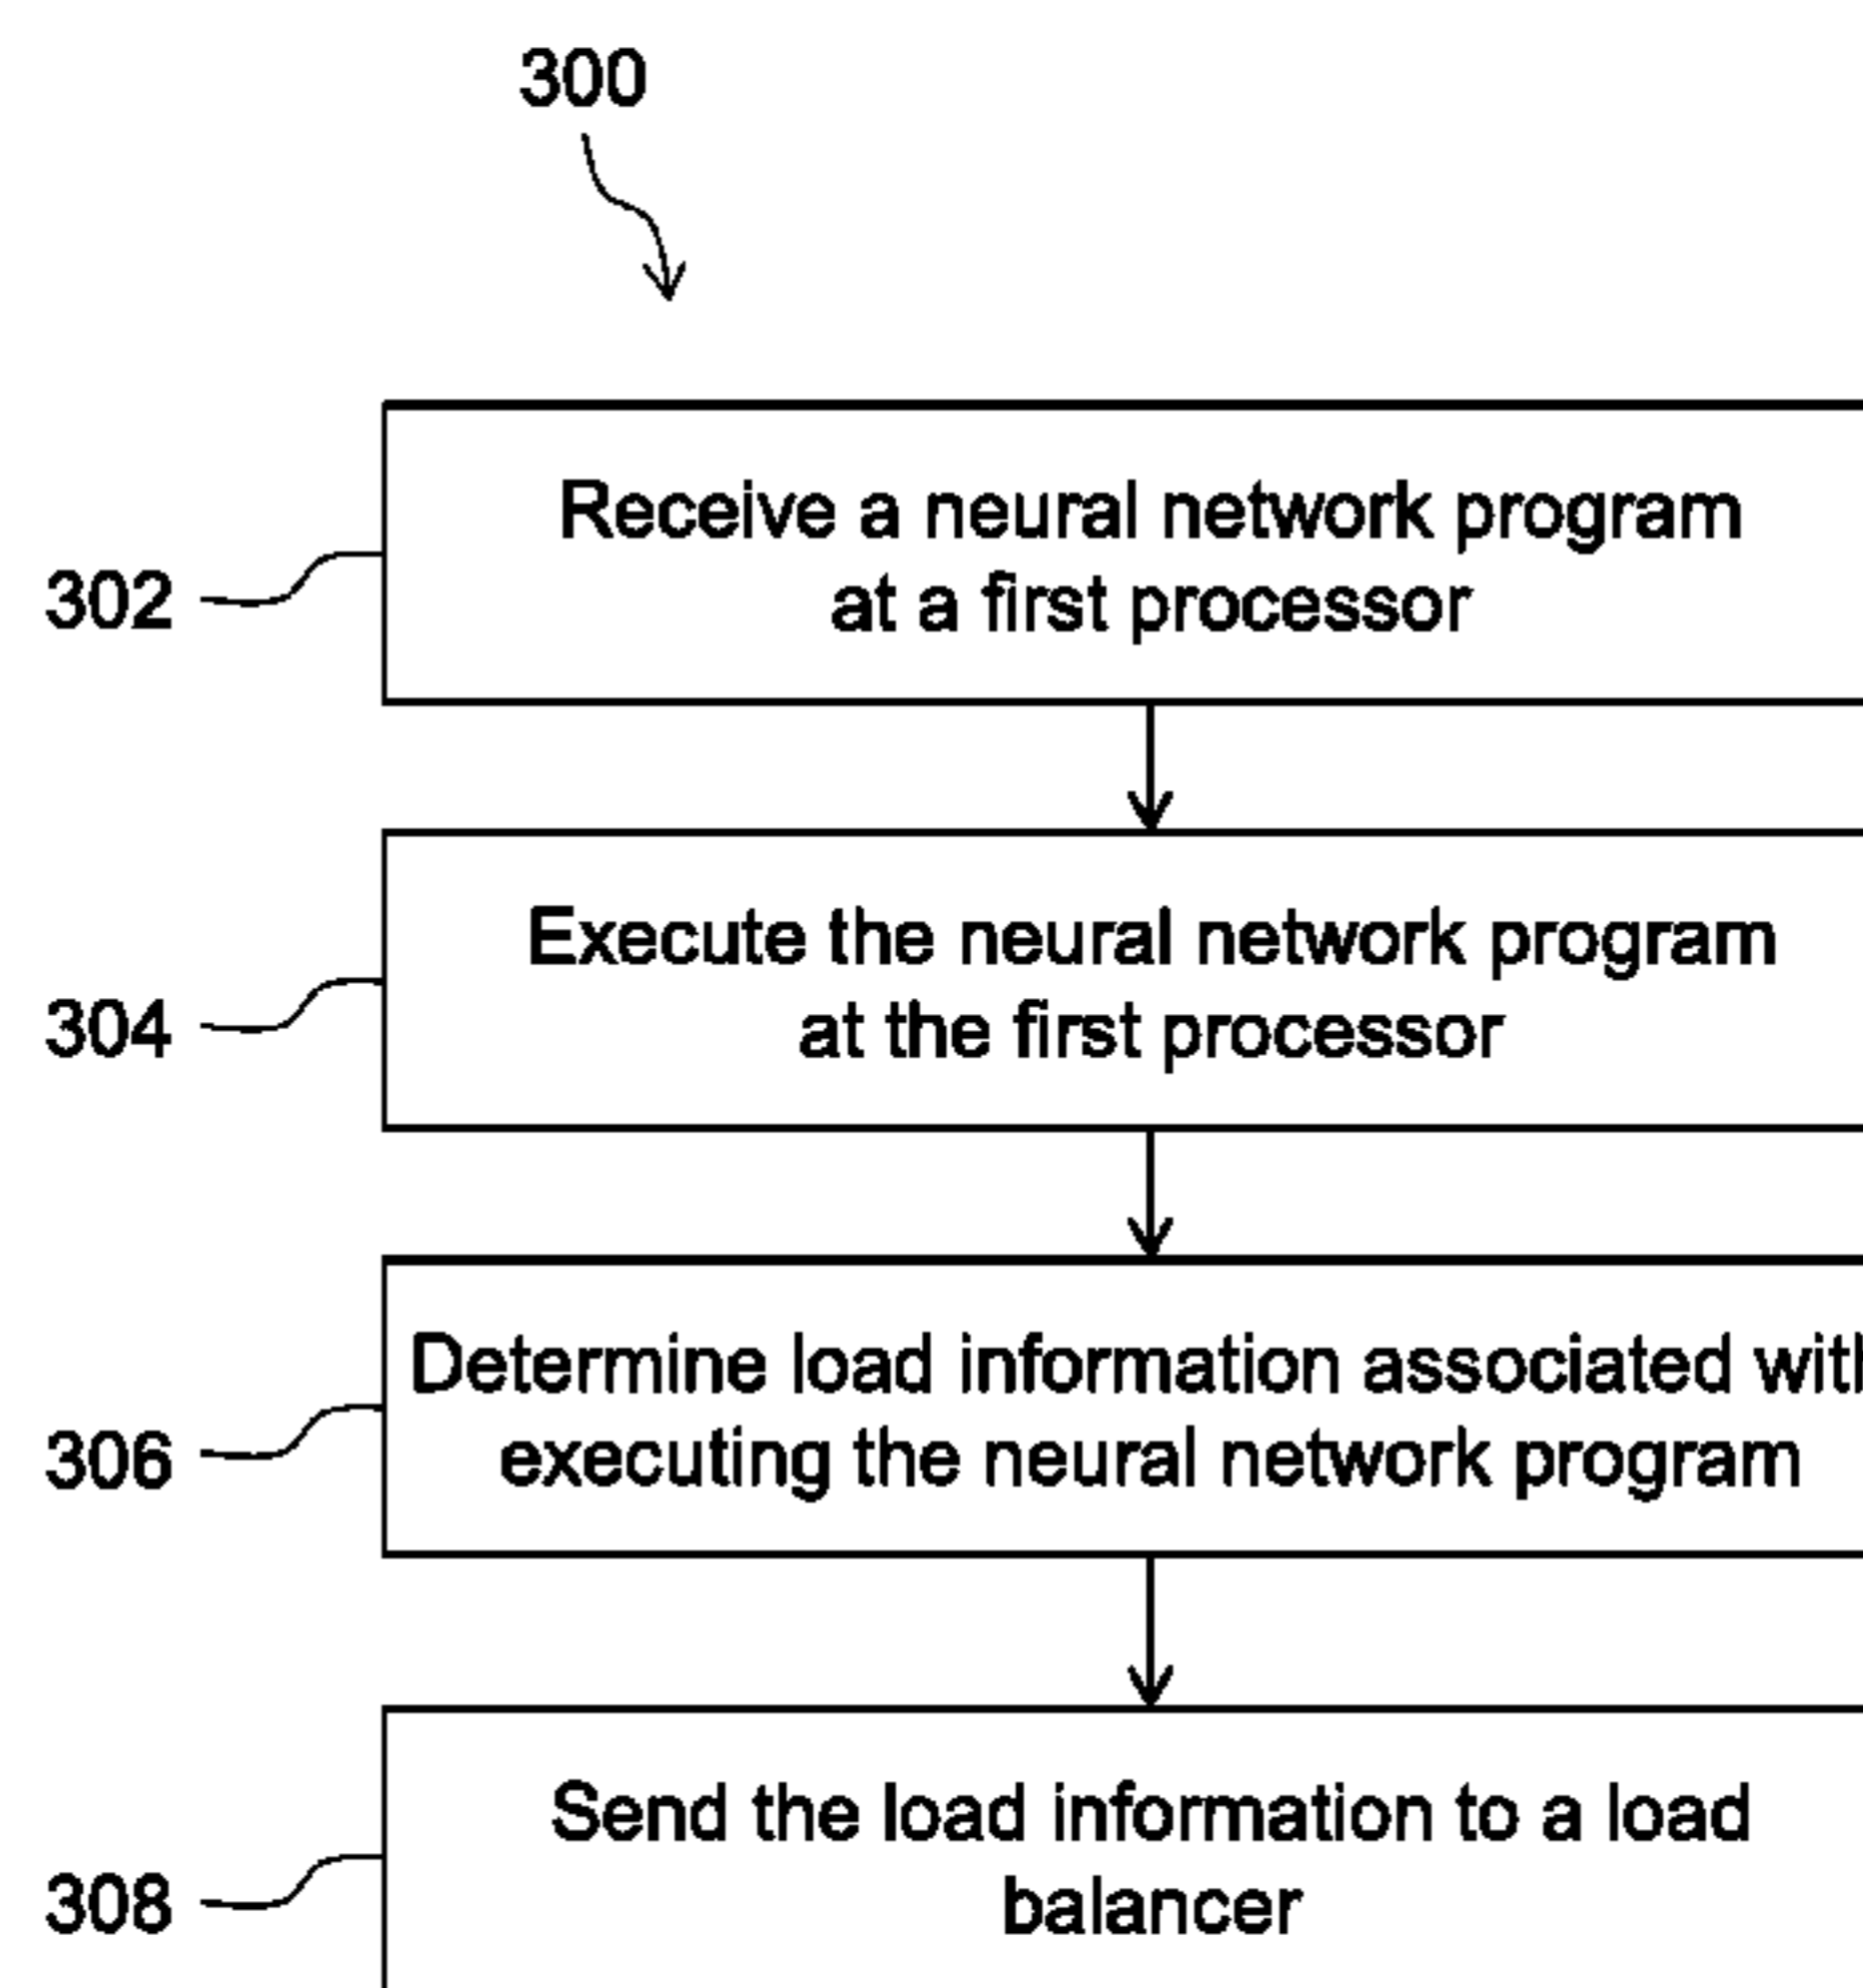 300
302
Receive a neural network program
at a first processor
304
Execute the neural network program
at the first processor
306
Determine load information associated
executing the neural network program
308
Send the load information to a load
balancer